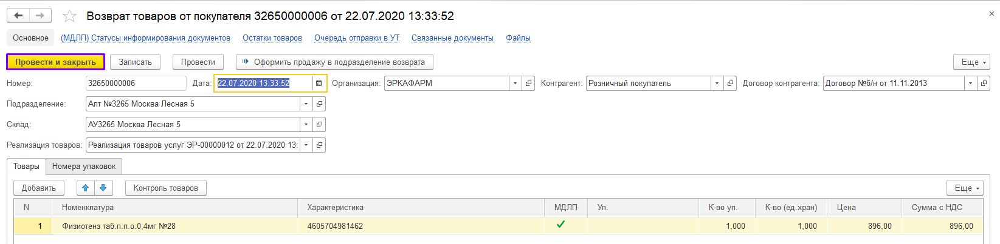 Возврат товаров от покупателя 32650000006 от 22.07.2020 13:33:52
Основное (МДЛП) Статусы информирования документов Остатки товаров Очередь отправки в УТ Связанные документы Файлы
Провести и закрыть Записать Провести Оформить продажу в подразделение возврата Еще
Номер: 32650000006 Дата: 22.07.2020 13:33:52 Организация: ЭРКАФАРМ Контрагент: Розничный покупатель Договор контрагента: Договор №б/н от 11.11.2013
Подразделение: Апт №3265 Москва Лесная 5
Склад: АУ3265 Москва Лесная 5
Реализация товаров: Реализация товаров услуг ЭР-00000012 от 22.07.2020 13:
Товары Номера упаковок
Добавить Контроль товаров Еще
N Номенклатура Характеристика МДЛП Уп. К-во уп. К-во (ед.хран) Цена Сумма с НДС
1 Физиотенз таб.п.п.о.0,4мг №28 4605704981462 1,000 1,000 896,00 896,00